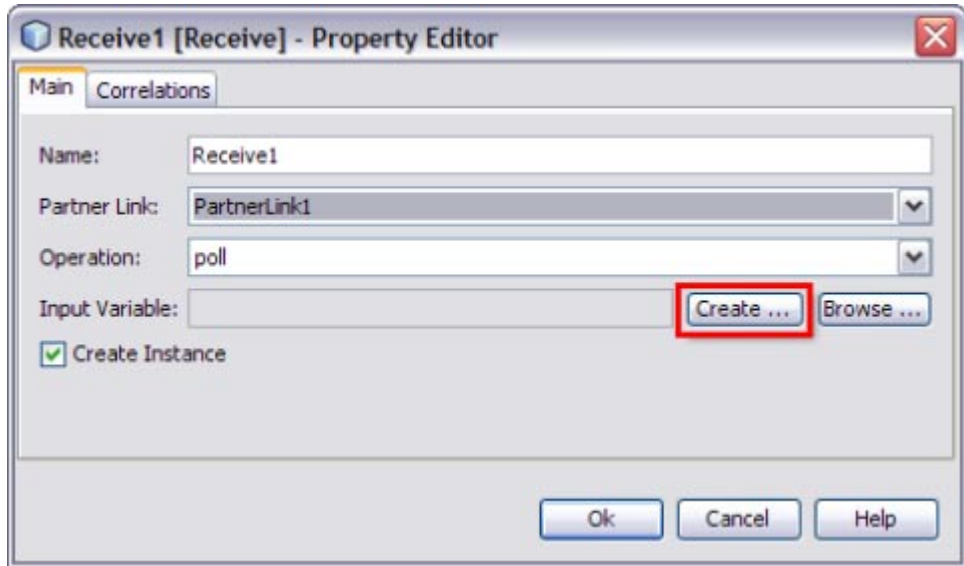 Receive1 [Receive] - Property Editor
Main Correlations
Name: Receive1
Partner Link: PartnerLink1
Operation: poll
Input Variable: Create ... Browse ...
Create Instance
Ok Cancel Help